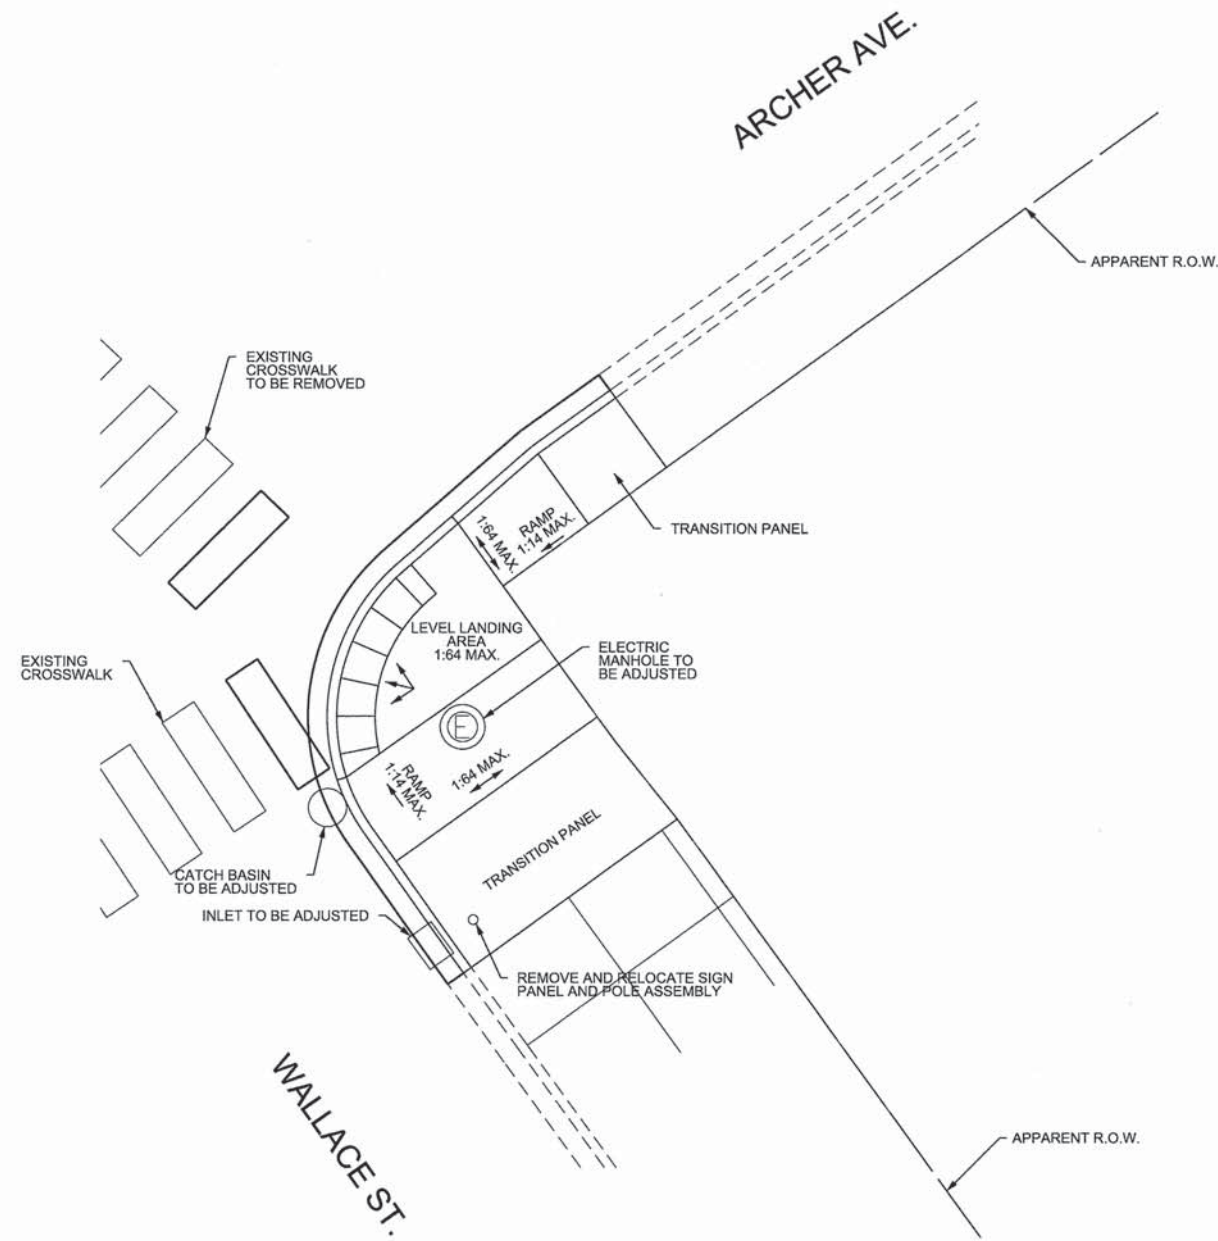 ARCHER AVE.
APPARENT R.O.W.
EXISTING
CROSSWALK
TO BE REMOVED
TRANSITION PANEL
1:64 MAX.
RAMP
1:14 MAX.
LEVEL LANDING
AREA
1:64 MAX.
ELECTRIC
MANHOLE TO
BE ADJUSTED
EXISTING
CROSSWALK
E
RAMP
1:14 MAX.
1:64 MAX.
TRANSITION PANEL
CATCH BASIN
TO BE ADJUSTED
INLET TO BE ADJUSTED
REMOVE AND RELOCATE SIGN
PANEL AND POLE ASSEMBLY
WALLACE ST.
APPARENT R.O.W.